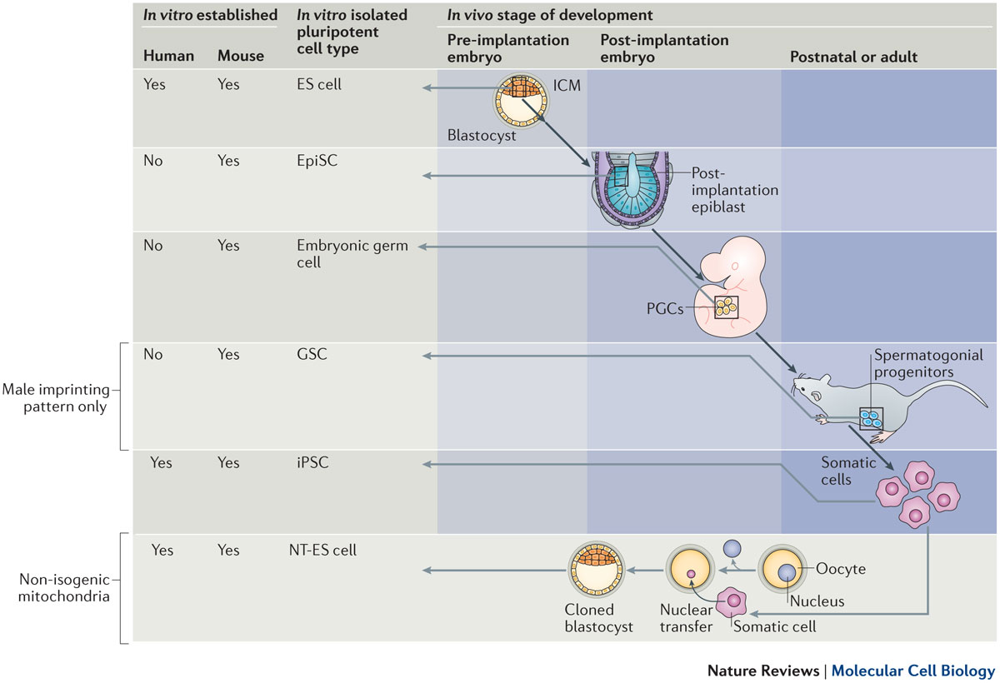 In vitro established
In vitro isolated
pluripotent
cell type
In vivo stage of development
Human
Mouse
Pre-implantation
embryo
Post-implantation
embryo
Postnatal or adult
Yes
Yes
ES cell
ICM
Blastocyst
No
Yes
EpiSC
Post-
implantation
epiblast
No
Yes
Embryonic germ
cell
PGCs
Male imprinting
pattern only
No
Yes
GSC
Spermatogonial
progenitors
Yes
Yes
iPSC
Somatic
cells
Non-isogenic
mitochondria
Yes
Yes
NT-ES cell
Cloned
blastocyst
Nuclear
transfer
Somatic cell
Oocyte
Nucleus
Nature Reviews | Molecular Cell Biology